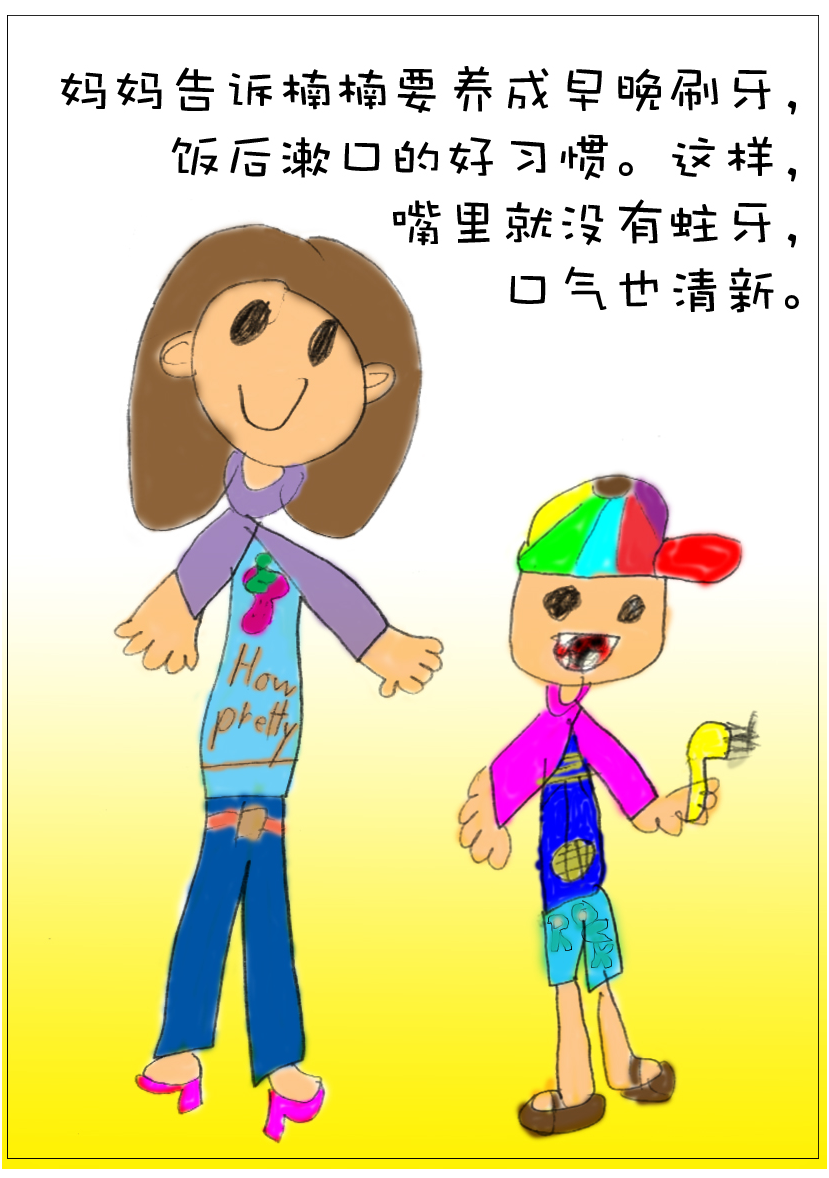 妈妈告诉楠楠要养成早晚刷牙，
饭后漱口的好习惯。这样，
嘴里就没有蛀牙，
口气也清新。
How
pretty
ROCK